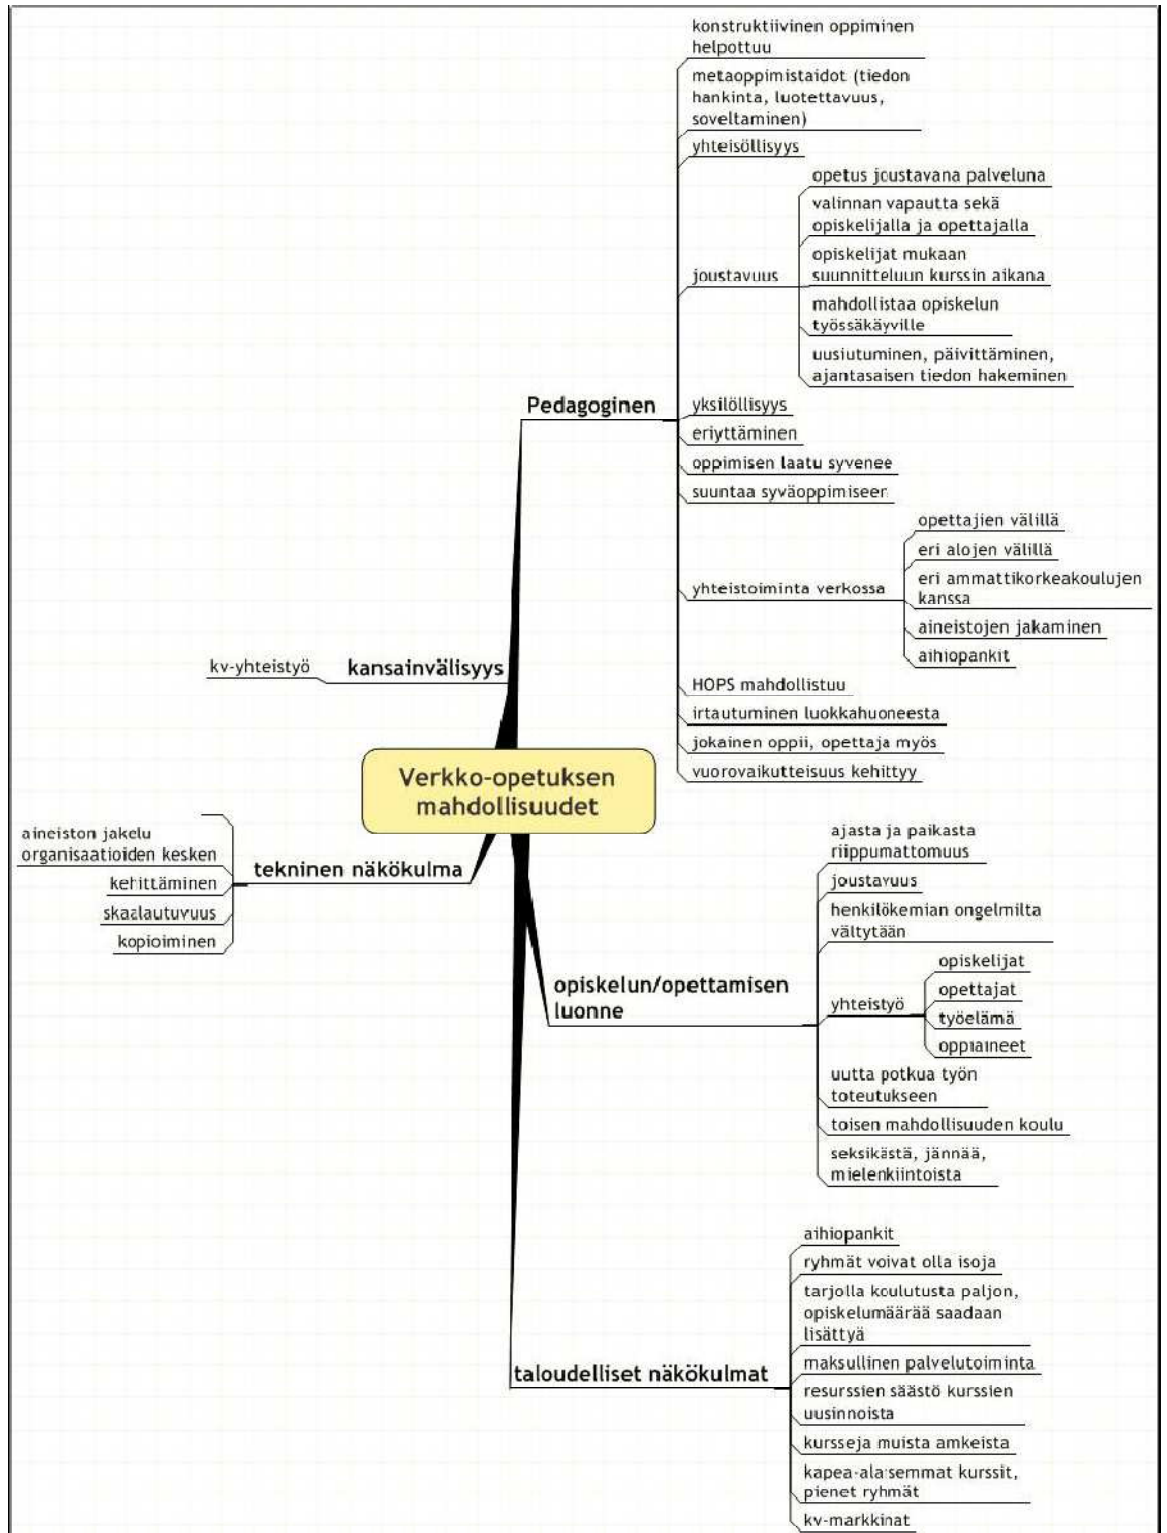 konstruktiivinen oppiminen
helpottuu
metaoppimistaidot (tiedon
hankinta, luotettavuus,
soveltaminen)
yhteisöllisyys
joustavuus
opetus joustavana palveluna
valinnan vapautta sekä
opiskelijalla ja opettajalla
opiskelijat mukaan
suunnitteluun kurssin aikana
mahdollistaa opiskelun
työssäkäyville
uusiutuminen, päivittäminen,
ajantasaisen tiedon hakeminen
Pedagoginen
yksilöllisyys
eriyttäminen
oppimisen laatu syvenee
suuntaa syväoppimiseen
yhteistoiminta verkossa
opettajien välillä
eri alojen välillä
eri ammattikorkeakoulujen
kanssa
aineistojen jakaminen
aihiopankit
HOPS mahdollistuu
irtautuminen luokkahuoneesta
jokainen oppii, opettaja myös
vuorovaikutteisuus kehittyy
kv-yhteistyö
kansainvälisyys
Verkko-opetuksen
mahdollisuudet
aineiston jakelu
organisaatioiden kesken
kehittäminen
skaalautuvuus
kopioiminen
tekninen näkökulma
opiskelun/opettamisen
luonne
ajasta ja paikasta
riippumattomuus
joustavuus
henkilökemian ongelmilta
vältytään
yhteistyö
opiskelijat
opettajat
työelämä
oppiaineet
uutta potkua työn
toteutukseen
toisen mahdollisuuden koulu
seksikästä, jännää,
mielenkiintoista
taloudelliset näkökulmat
aihiopankit
ryhmät voivat olla isoja
tarjolla koulutusta paljon,
opiskelumäärää saadaan
lisättyä
maksullinen palvelutoiminta
resurssien säästö kurssien
uusinnoista
kursseja muista amkeista
kapea-alaisemmat kurssit,
pienet ryhmät
kv-markkinat